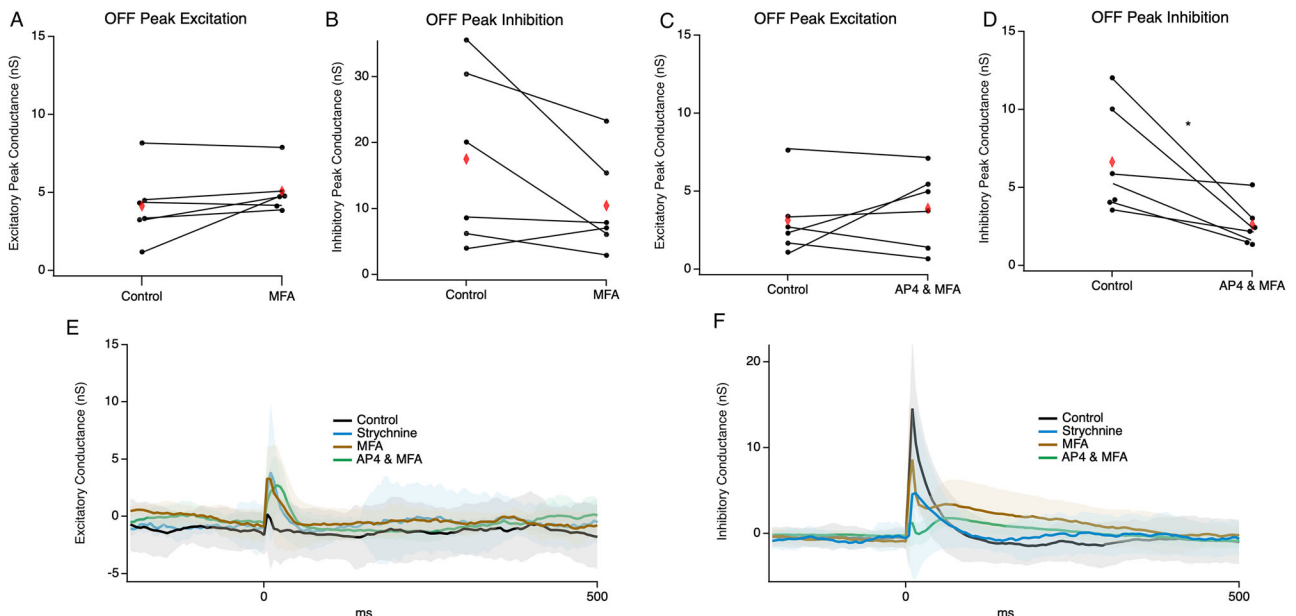 A
OFF Peak Excitation
Excitatory Peak Conductance (nS)
15
10
5
0
Control
MFA
B
OFF Peak Inhibition
Inhibitory Peak Conductance (nS)
30
20
10
0
Control
MFA
C
OFF Peak Excitation
Excitatory Peak Conductance (nS)
15
10
5
0
Control
AP4 & MFA
D
OFF Peak Inhibition
Inhibitory Peak Conductance (nS)
15
10
5
0
*
Control
AP4 & MFA
E
Excitatory Conductance (nS)
15
10
5
0
-5
Control
Strychnine
MFA
AP4 & MFA
0
500
ms
F
Inhibitory Conductance (nS)
20
10
0
Control
Strychnine
MFA
AP4 & MFA
0
500
ms